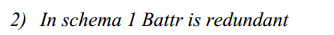 2) In schema 1 Battr is redundant